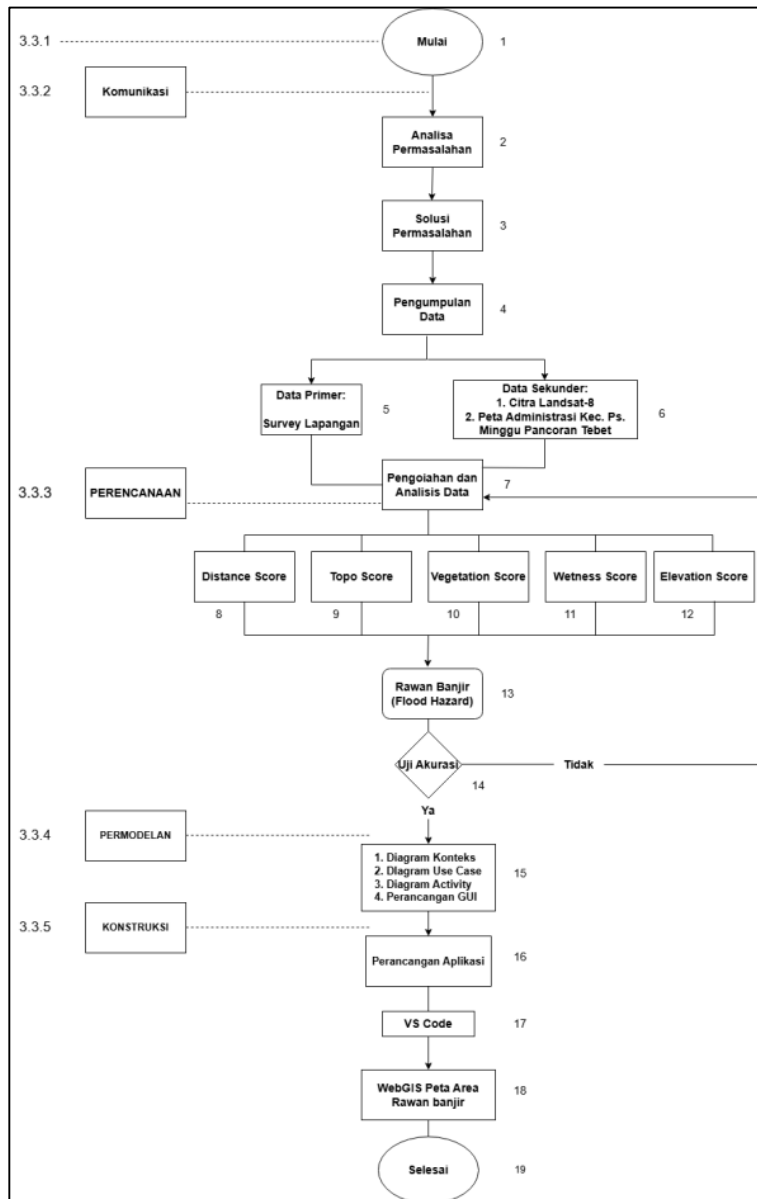 3.3.1
Mulai
1
3.3.2
Komunikasi
Analisa
Permasalahan
2
Solusi
Permasalahan
3
Pengumpulan
Data
4
Data Primer:
Survey Lapangan
5
Data Sekunder:
1. Citra Landsat-8
2. Peta Administrasi Kec. Ps.
Minggu Pancoran Tebet
6
3.3.3
PERENCANAAN
Pengolahan dan
Analisis Data
7
Distance Score
Topo Score
Vegetation Score
Wetness Score
Elevation Score
8
9
10
11
12
Rawan Banjir
(Flood Hazard)
13
Uji Akurasi
Tidak
14
Ya
3.3.4
PERMODELAN
1. Diagram Konteks
2. DIagram Use Case
3. Diagram Activity
4. Perancangan GUI
15
3.3.5
KONSTRUKSI
Perancangan Aplikasi
16
VS Code
17
WebGIS Peta Area
Rawan banjir
18
Selesai
19